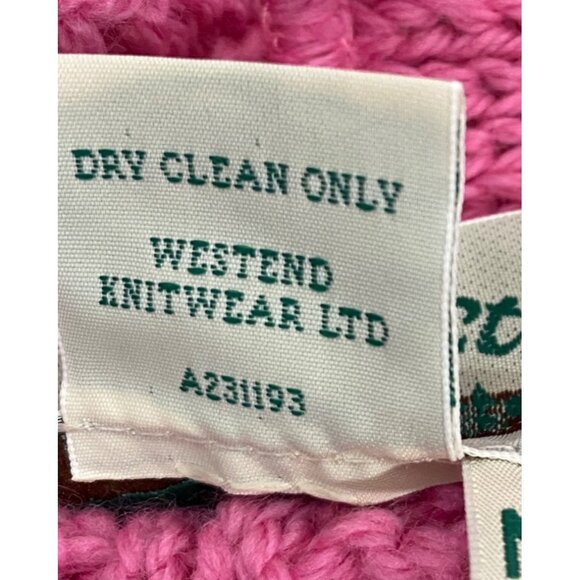 DRY CLEAN ONLY
WESTEND
KNITWEAR LTD
A231193